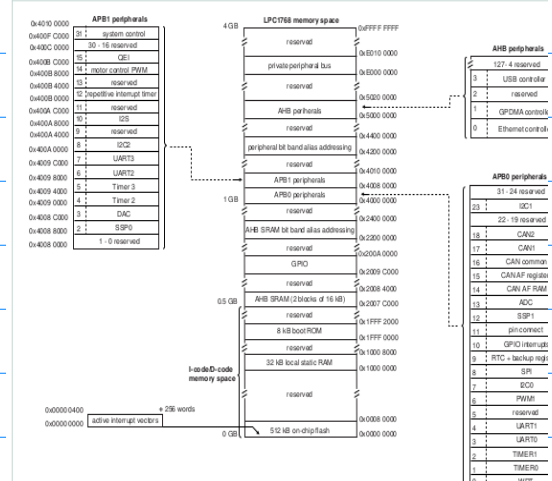 APB1 peripherals
0x4010 0000
31 system control
0x400F C000
30 - 16 reserved
0x400C 0000
15 QEI
0x400B C000
14 motor control PWM
0x400B 8000
13 reserved
0x400B 4000
12 repetitive interrupt timer
0x400B 0000
11 reserved
0x400A C000
10 I2S
0x400A 8000
9 reserved
0x400A 4000
8 I2C2
0x400A 0000
7 UART3
0x4009 C000
6 UART2
0x4009 8000
5 Timer 3
0x4009 4000
4 Timer 2
0x4009 0000
3 DAC
0x4008 C000
2 SSP0
0x4008 8000
1 - 0 reserved
0x4008 0000
LPC1768 memory space
4 GB
0xFFFF FFFF
reserved
0xE010 0000
private peripheral bus
0xE000 0000
reserved
0x5020 0000
AHB periherals
0x5000 0000
reserved
0x4400 0000
peripheral bit band alias addressing
0x4200 0000
reserved
0x4010 0000
APB1 peripherals
0x4008 0000
APB0 peripherals
1 GB
0x4000 0000
reserved
0x2400 0000
AHB SRAM bit band alias addressing
0x2200 0000
reserved
0x200A 0000
GPIO
0x2009 C000
reserved
0x2008 4000
0.5 GB
AHB SRAM (2 blocks of 16 kB)
0x2007 C000
reserved
0x1FFF 2000
8 kB boot ROM
0x1FFF 0000
reserved
0x1000 8000
32 kB local static RAM
0x1000 0000
I-code/D-code
memory space
reserved
0x0008 0000
512 kB on-chip flash
0 GB
0x0000 0000
0x0000 0400
+ 256 words
active interrupt vectors
0x0000 0000
AHB peripherals
127- 4 reserved
3 USB controller
2 reserved
1 GPDMA controlle
0 Ethernet controlle
APB0 peripherals
31 - 24 reserved
23 I2C1
22 - 19 reserved
18 CAN2
17 CAN1
16 CAN common
15 CAN AF register
14 CAN AF RAM
13 ADC
12 SSP1
11 pin connect
10 GPIO interrupts
9 RTC + backup regis
8 SPI
7 I2C0
6 PWM1
5 reserved
4 UART1
3 UART0
2 TIMER1
1 TIMER0